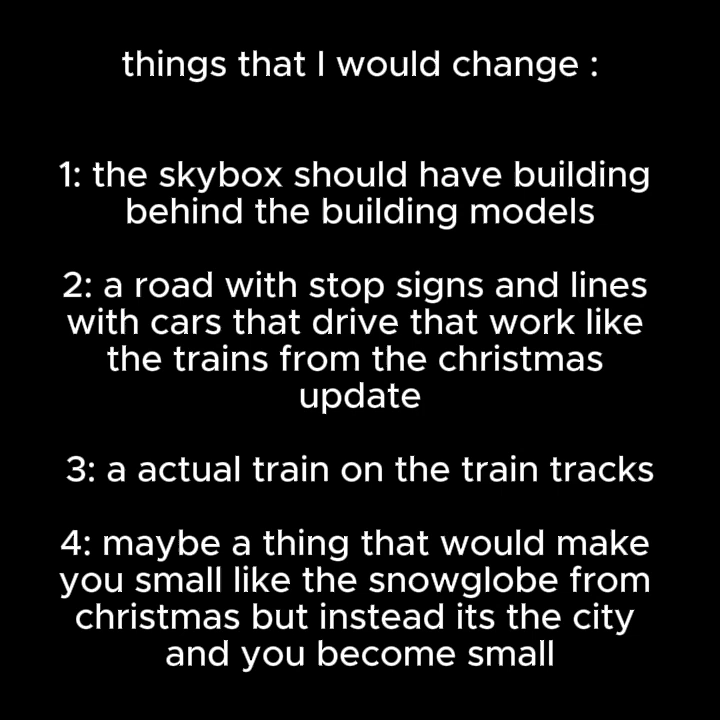 things that I would change :
1: the skybox should have building
behind the building models
2: a road with stop signs and lines
with cars that drive that work like
the trains from the christmas
update
3: a actual train on the train tracks
4: maybe a thing that would make
you small like the snowglobe from
christmas but instead its the city
and you become small